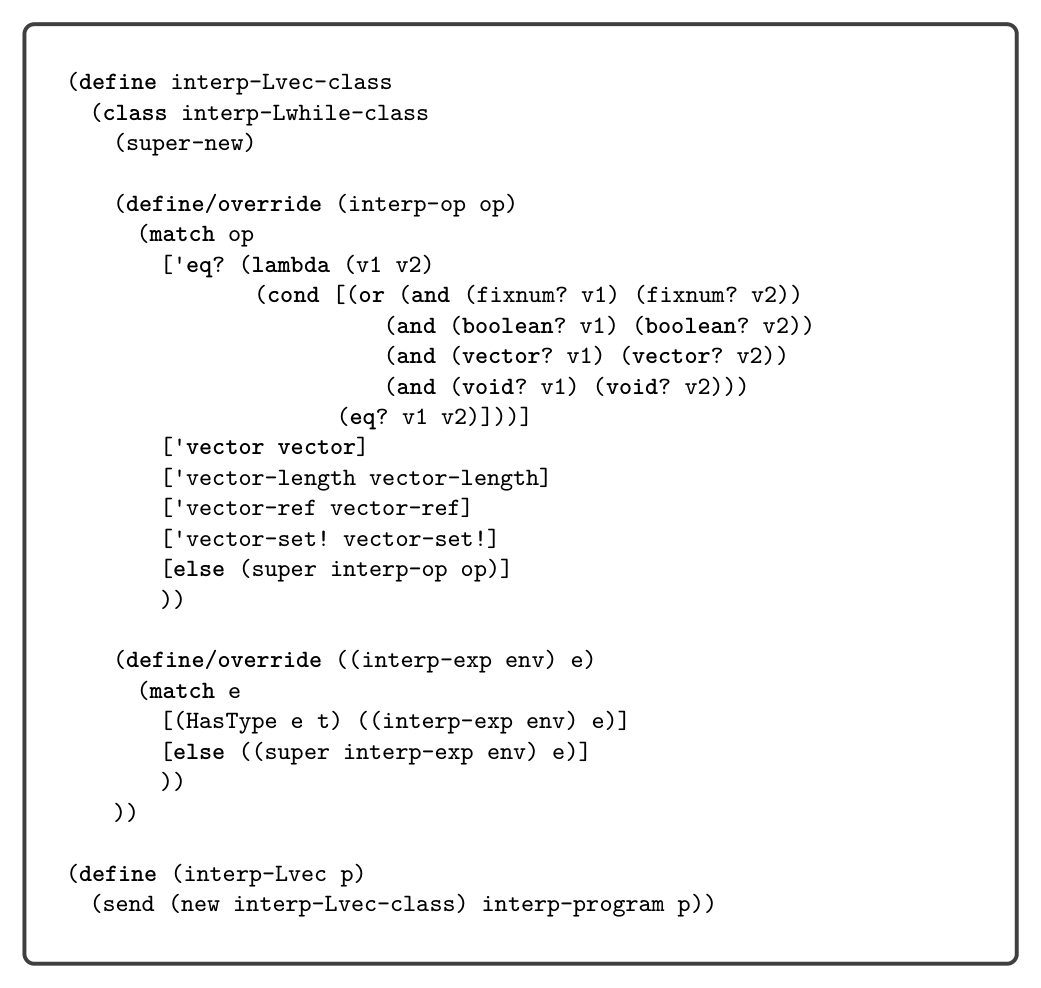 (define interp-Lvec-class
  (class interp-Lwhile-class
    (super-new)

    (define/override (interp-op op)
      (match op
        ['eq? (lambda (v1 v2)
                (cond [(or (and (fixnum? v1) (fixnum? v2))
                           (and (boolean? v1) (boolean? v2))
                           (and (vector? v1) (vector? v2))
                           (and (void? v1) (void? v2)))
                       (eq? v1 v2)]))]
        ['vector vector]
        ['vector-length vector-length]
        ['vector-ref vector-ref]
        ['vector-set! vector-set!]
        [else (super interp-op op)]
        ))

    (define/override ((interp-exp env) e)
      (match e
        [(HasType e t) ((interp-exp env) e)]
        [else ((super interp-exp env) e)]
        ))
    ))

(define (interp-Lvec p)
  (send (new interp-Lvec-class) interp-program p))